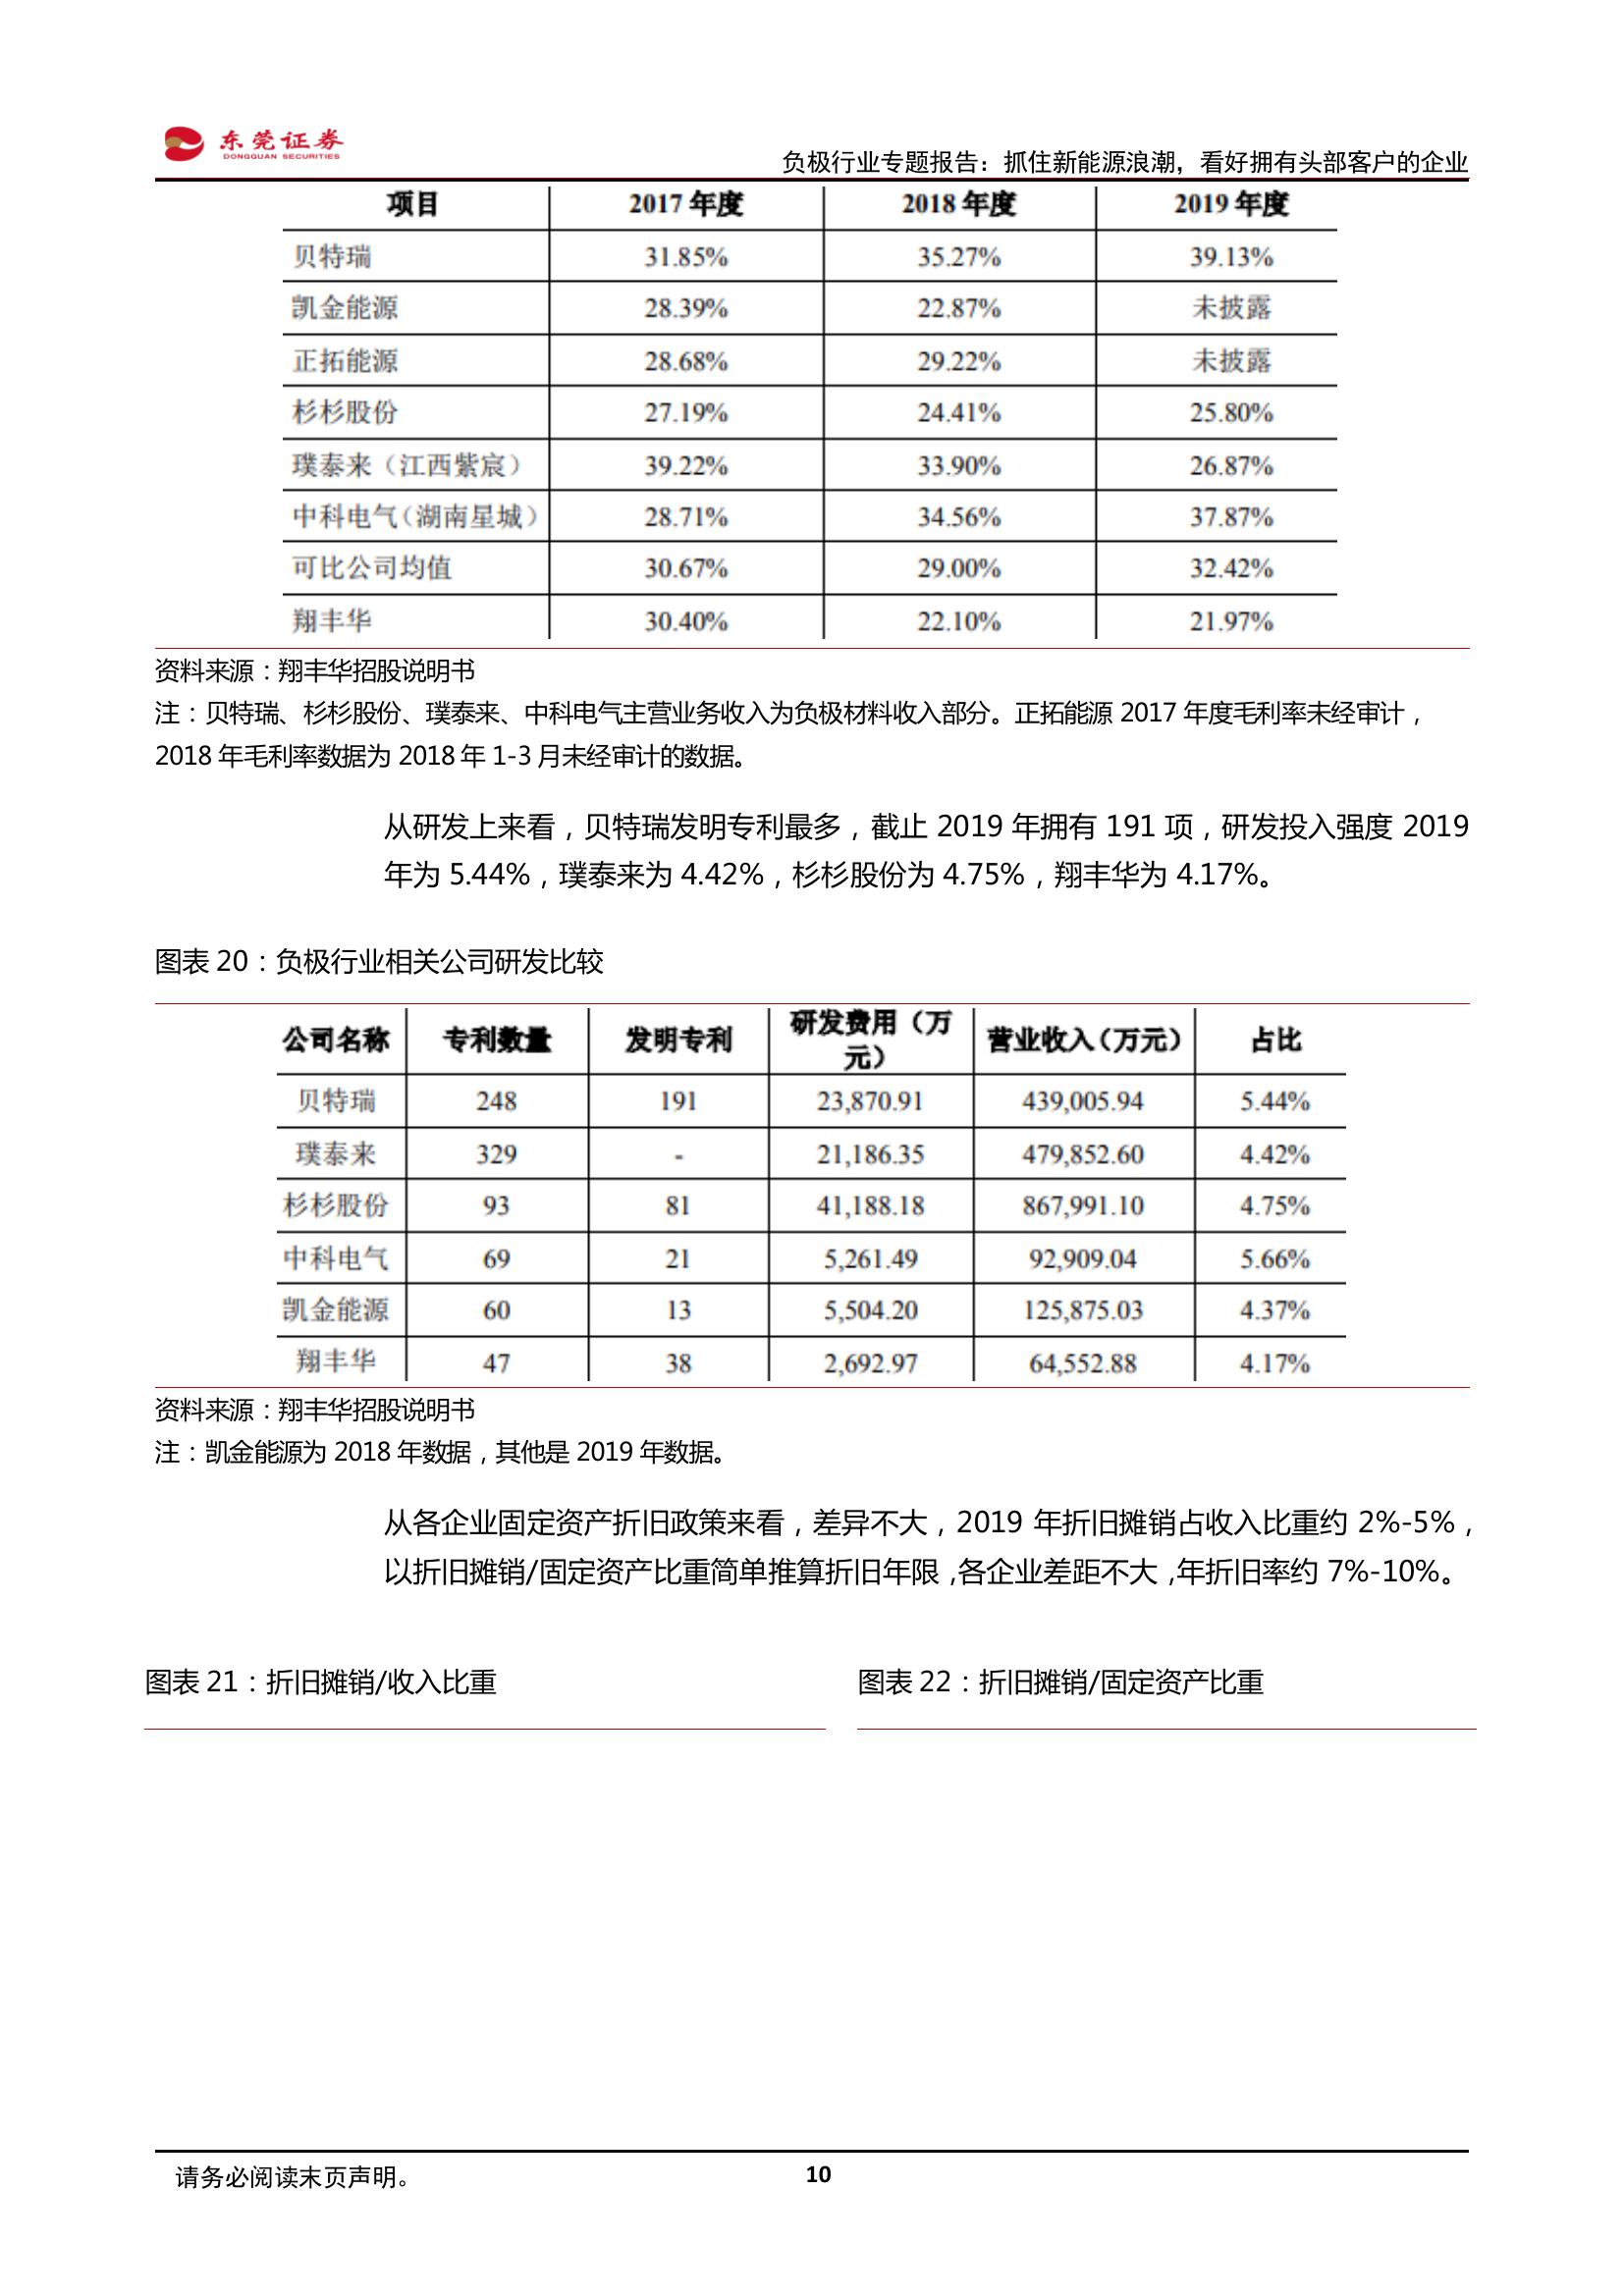 东莞证券
DONGGUAN SECURITIES
负极行业专题报告：抓住新能源浪潮，看好拥有头部客户的企业
项目 2017 年度 2018 年度 2019 年度
贝特瑞 31.85% 35.27% 39.13%
凯金能源 28.39% 22.87% 未披露
正拓能源 28.68% 29.22% 未披露
杉杉股份 27.19% 24.41% 25.80%
璞泰来（江西紫宸） 39.22% 33.90% 26.87%
中科电气（湖南星城） 28.71% 34.56% 37.87%
可比公司均值 30.67% 29.00% 32.42%
翔丰华 30.40% 22.10% 21.97%
资料来源：翔丰华招股说明书
注：贝特瑞、杉杉股份、璞泰来、中科电气主营业务收入为负极材料收入部分。正拓能源 2017 年度毛利率未经审计，
2018 年毛利率数据为 2018 年 1-3 月未经审计的数据。
从研发上来看，贝特瑞发明专利最多，截止 2019 年拥有 191 项，研发投入强度 2019
年为 5.44%，璞泰来为 4.42%，杉杉股份为 4.75%，翔丰华为 4.17%。
图表 20：负极行业相关公司研发比较
公司名称 专利数量 发明专利 研发费用（万
元） 营业收入（万元） 占比
贝特瑞 248 191 23,870.91 439,005.94 5.44%
璞泰来 329 - 21,186.35 479,852.60 4.42%
杉杉股份 93 81 41,188.18 867,991.10 4.75%
中科电气 69 21 5,261.49 92,909.04 5.66%
凯金能源 60 13 5,504.20 125,875.03 4.37%
翔丰华 47 38 2,692.97 64,552.88 4.17%
资料来源：翔丰华招股说明书
注：凯金能源为 2018 年数据，其他是 2019 年数据。
从各企业固定资产折旧政策来看，差异不大，2019 年折旧摊销占收入比重约 2%-5%，
以折旧摊销/固定资产比重简单推算折旧年限，各企业差距不大，年折旧率约 7%-10%。
图表 21：折旧摊销/收入比重 图表 22：折旧摊销/固定资产比重
请务必阅读末页声明。 10